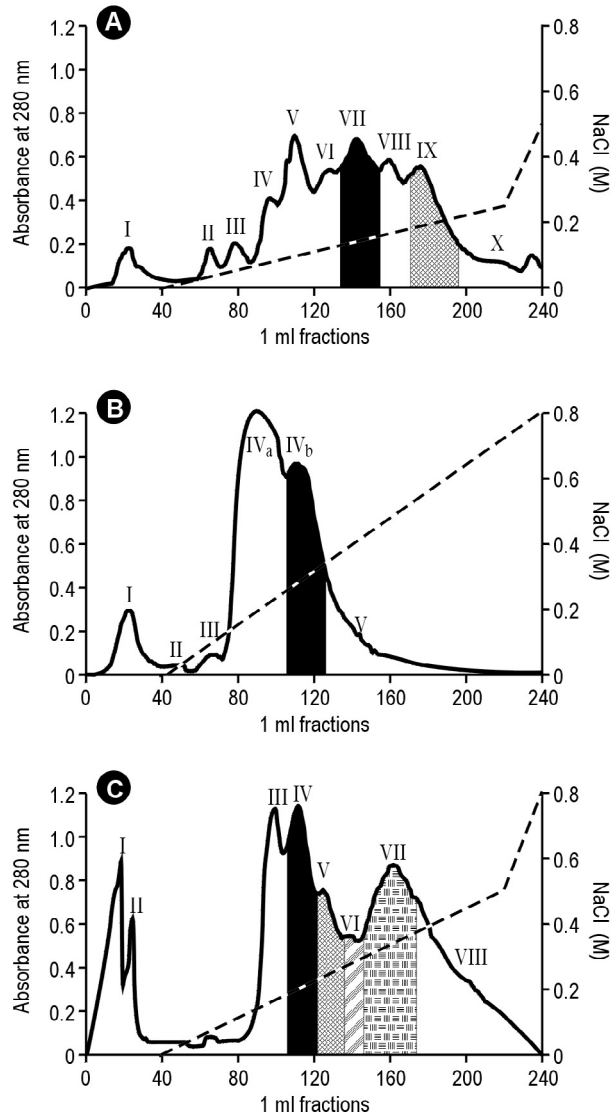 A
Absorbance at 280 nm
1.2
1.0
0.8
0.6
0.4
0.2
0
I
II
III
IV
V
VI
VII
VIII
IX
X
0.8
0.6
0.4
0.2
0
NaCl (M)
0 40 80 120 160 200 240
1 ml fractions
B
Absorbance at 280 nm
1.2
1.0
0.8
0.6
0.4
0.2
0
I
II
III
IVa
IVb
V
0.8
0.6
0.4
0.2
0
NaCl (M)
0 40 80 120 160 200 240
1 ml fractions
C
Absorbance at 280 nm
1.2
1.0
0.8
0.6
0.4
0.2
0
I
II
III
IV
V
VI
VII
VIII
0.8
0.6
0.4
0.2
0
NaCl (M)
0 40 80 120 160 200 240
1 ml fractions